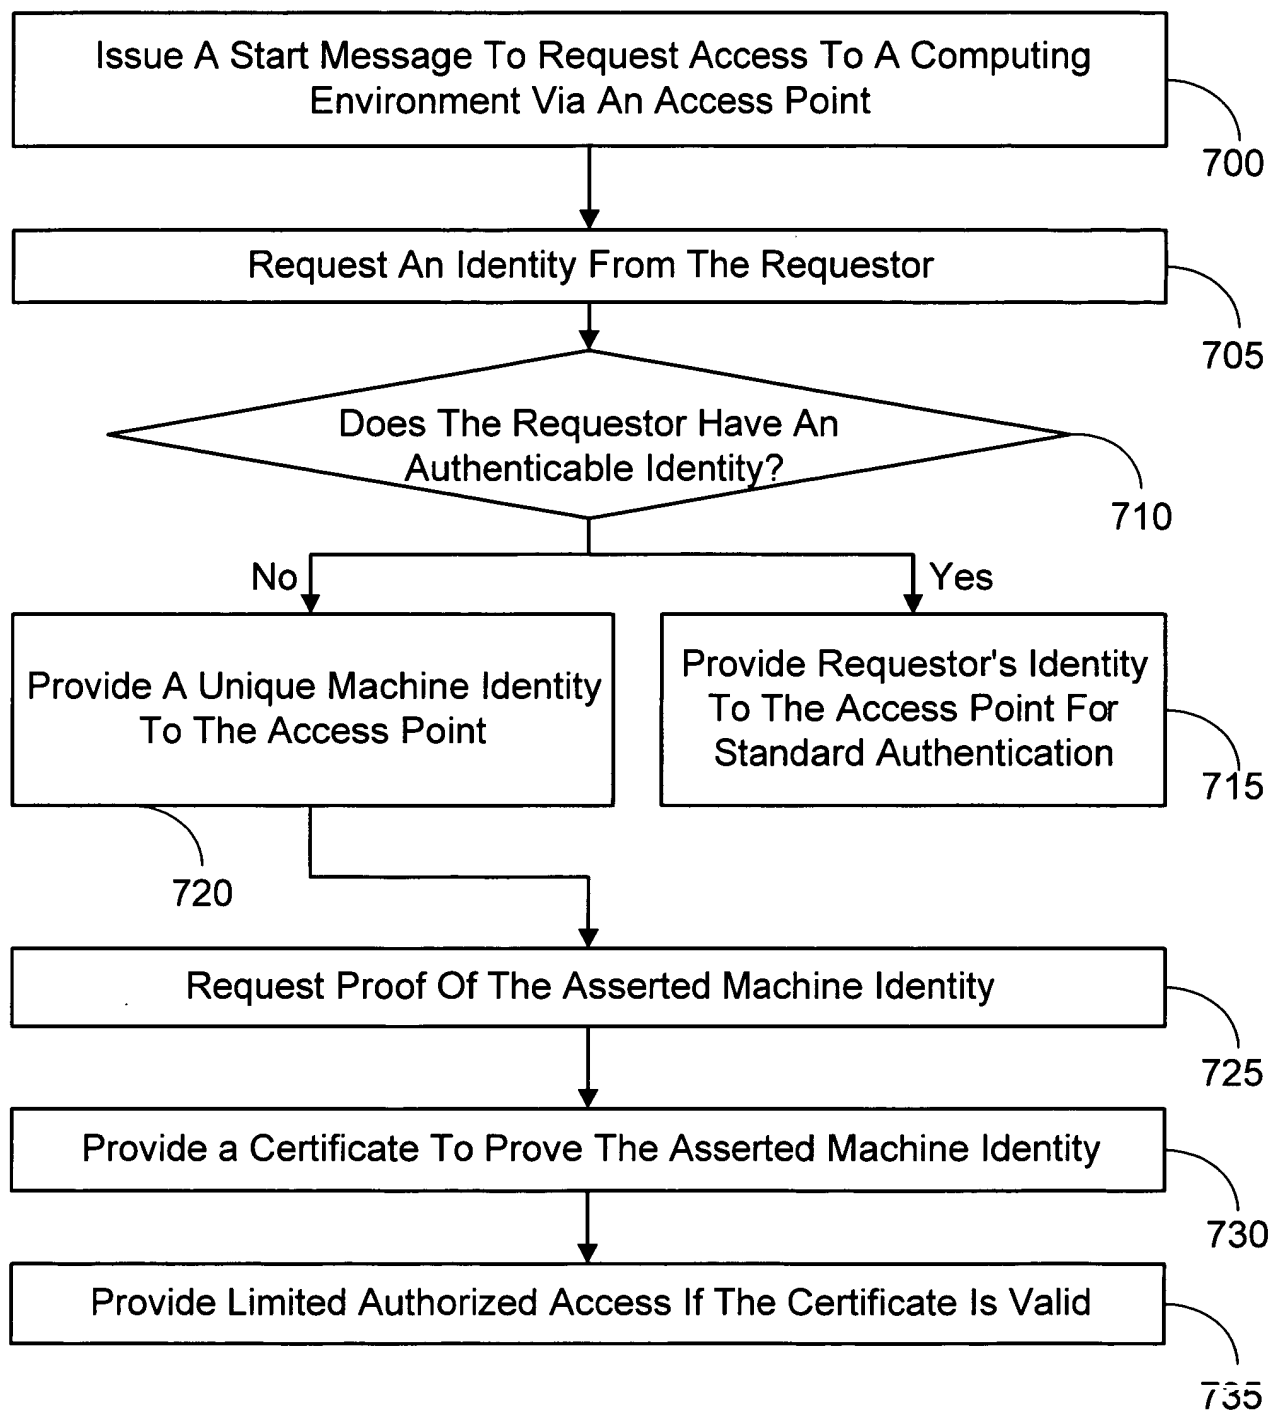 Issue A Start Message To Request Access To A Computing
Environment Via An Access Point
700
Request An Identity From The Requestor
705
Does The Requestor Have An
Authenticable Identity?
710
No
Yes
Provide A Unique Machine Identity
To The Access Point
Provide Requestor's Identity
To The Access Point For
Standard Authentication
715
720
Request Proof Of The Asserted Machine Identity
725
Provide a Certificate To Prove The Asserted Machine Identity
730
Provide Limited Authorized Access If The Certificate Is Valid
735